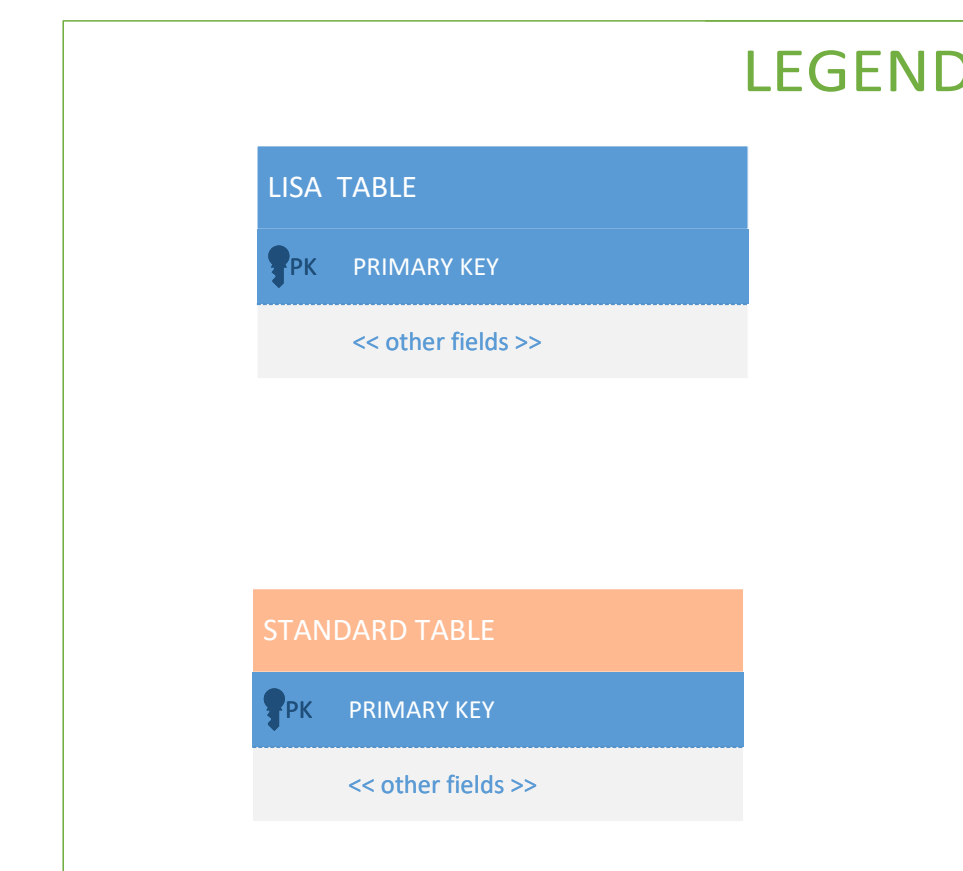 LEGEND
LISA TABLE
PK PRIMARY KEY
<< other fields >>
STANDARD TABLE
PK PRIMARY KEY
<< other fields >>